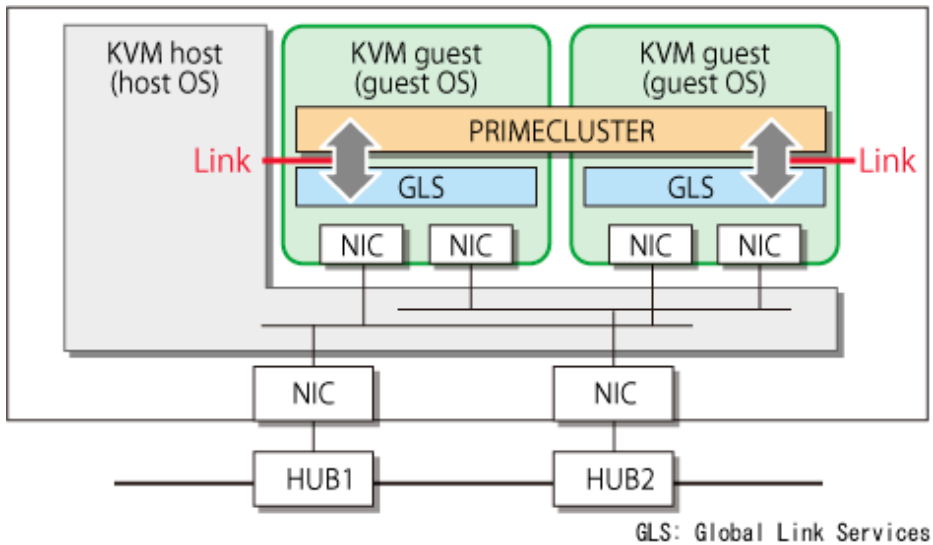 KVM host
(host OS)
KVM guest
(guest OS)
KVM guest
(guest OS)
PRIMECLUSTER
Link
Link
GLS
GLS
NIC
NIC
NIC
NIC
NIC
NIC
HUB1
HUB2
GLS: Global Link Services